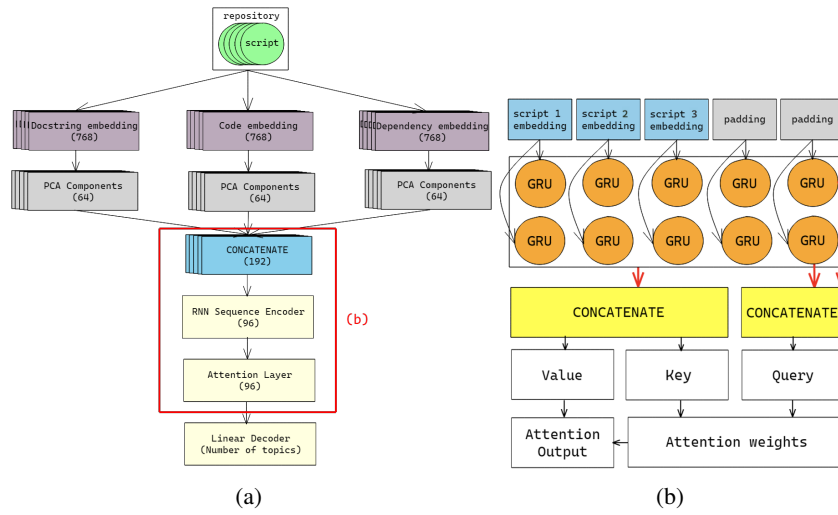 repository
script
Docstring embedding
(768)
Code embedding
(768)
Dependency embedding
(768)
PCA Components
(64)
PCA Components
(64)
PCA Components
(64)
CONCATENATE
(192)
RNN Sequence Encoder
(96)
(b)
Attention Layer
(96)
Linear Decoder
(Number of topics)
(a)
script 1
embedding
script 2
embedding
script 3
embedding
padding
padding
GRU
GRU
GRU
GRU
GRU
GRU
GRU
GRU
GRU
GRU
CONCATENATE
CONCATENATE
Value
Key
Query
Attention
Output
Attention weights
(b)